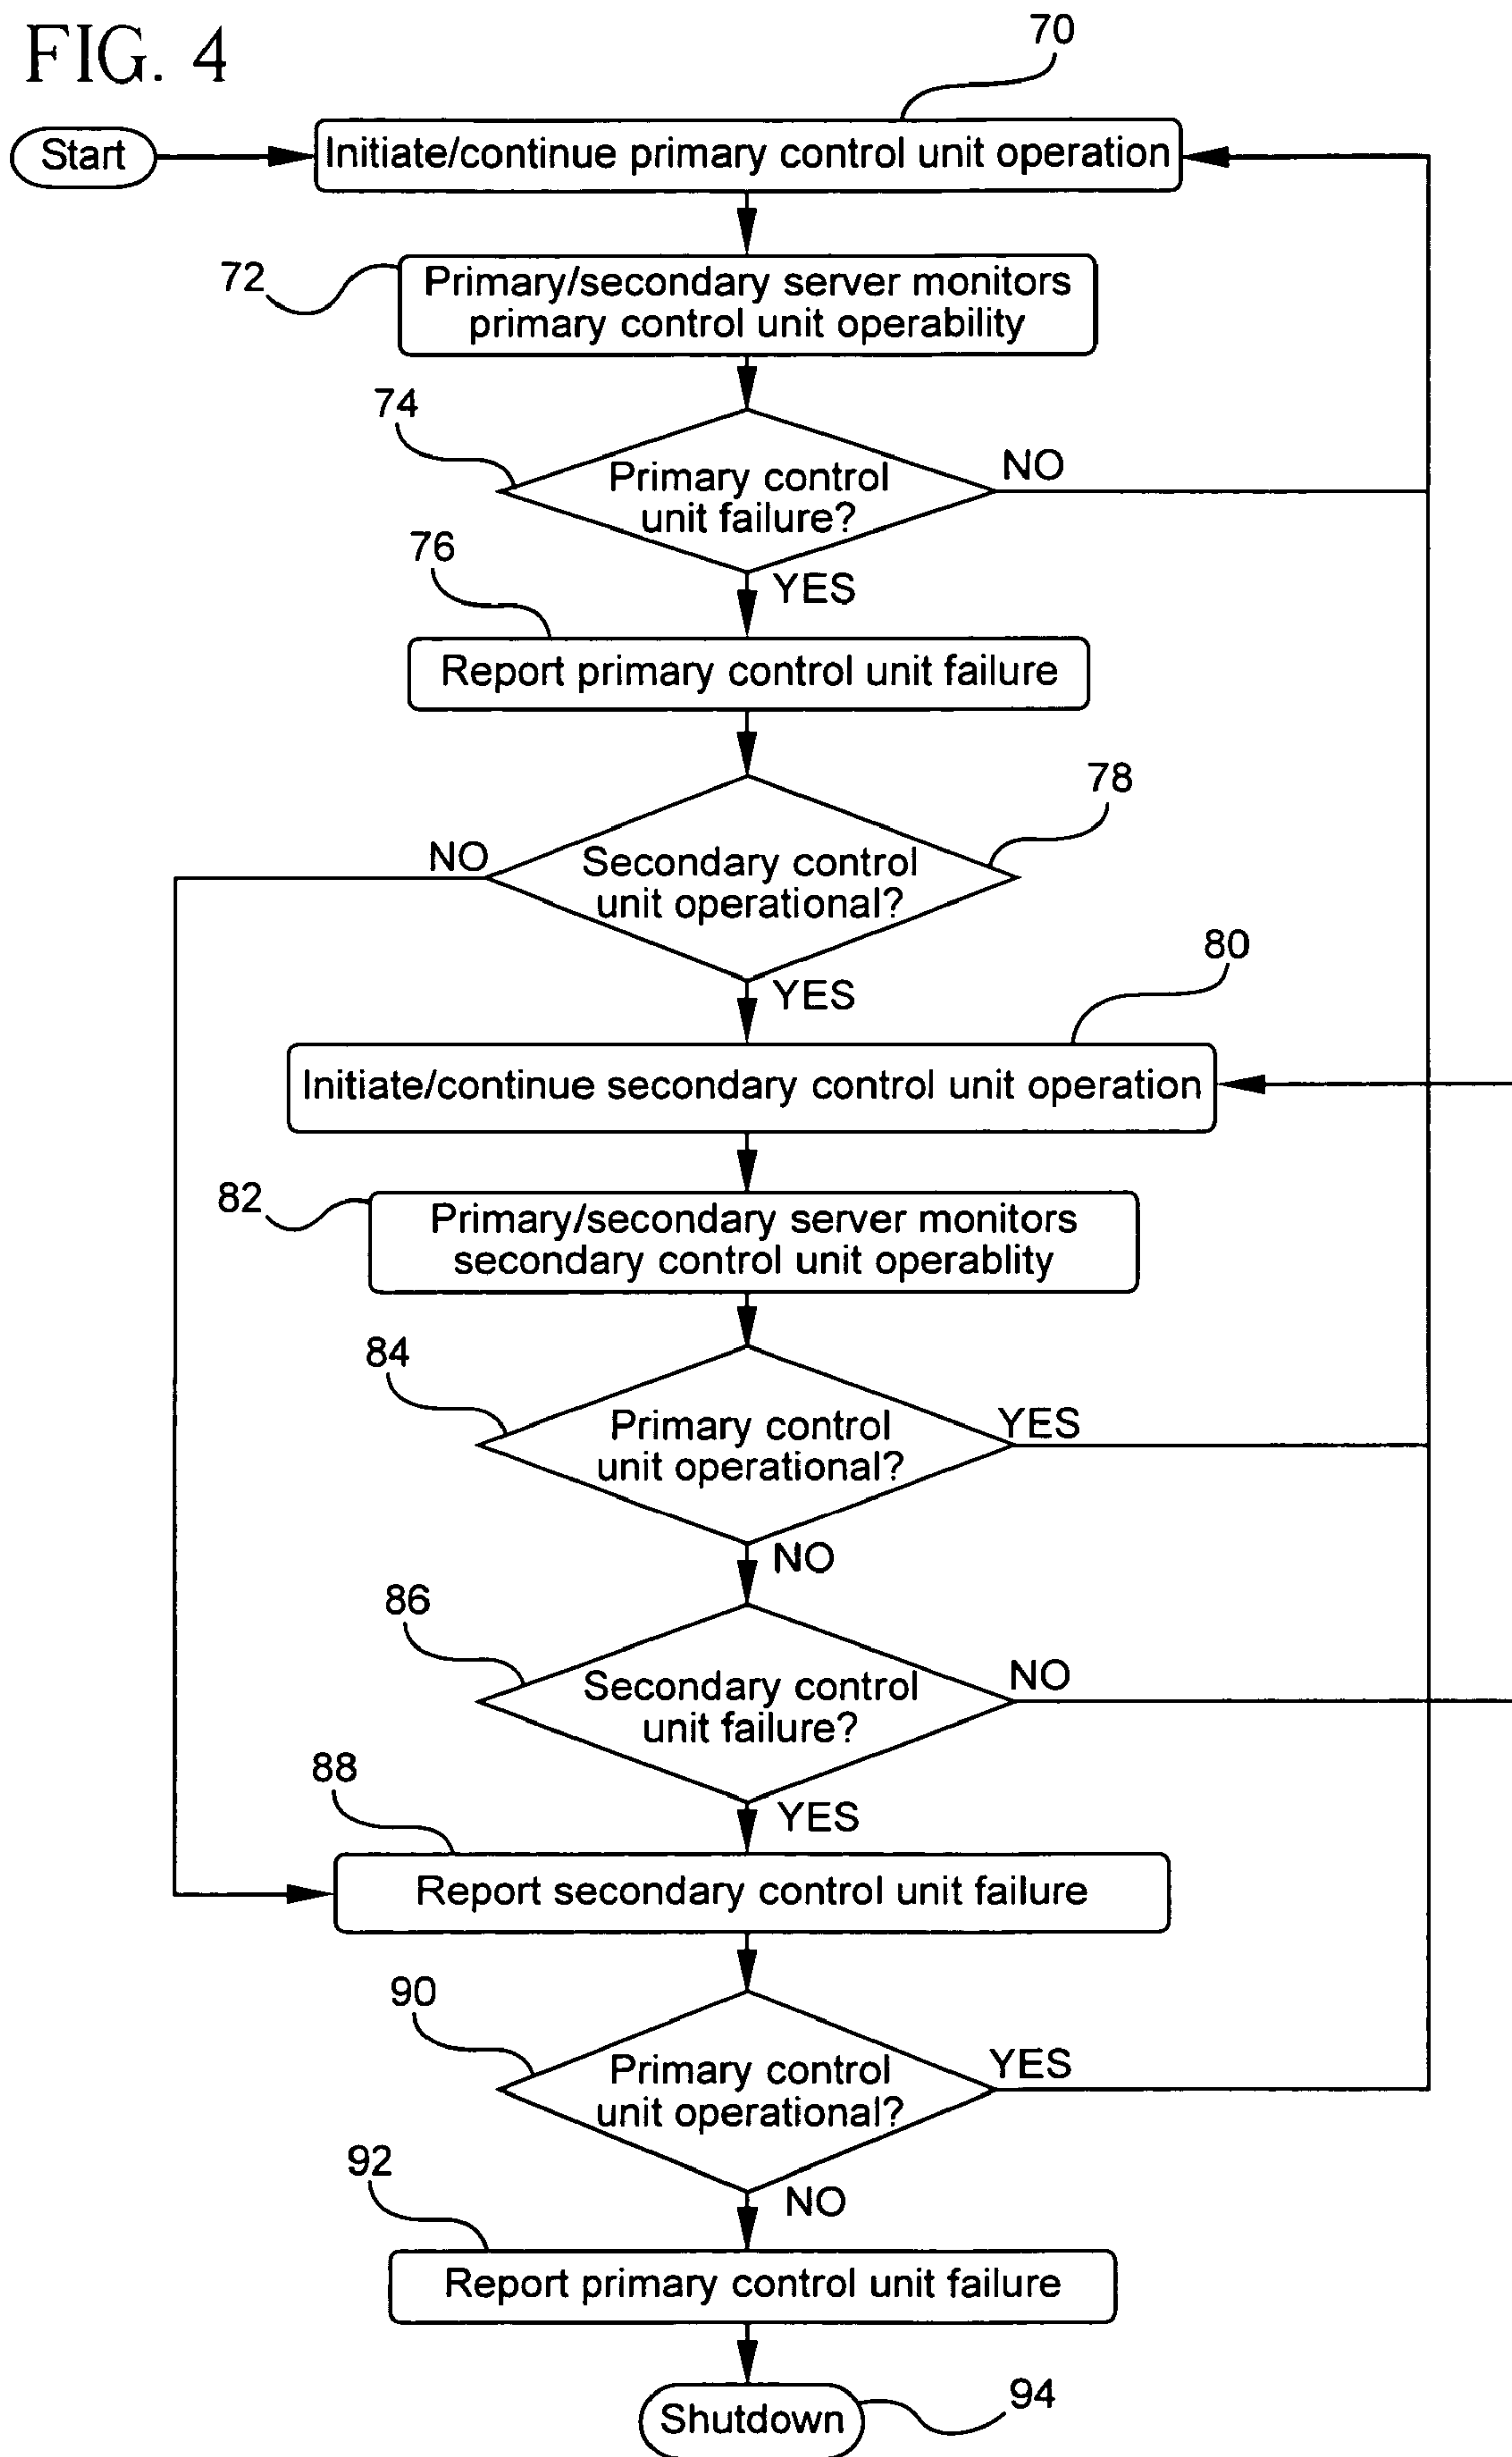 FIG. 4
70
Start
Initiate/continue primary control unit operation
72
Primary/secondary server monitors
primary control unit operability
74
Primary control
unit failure?
NO
YES
76
Report primary control unit failure
78
Secondary control
unit operational?
NO
YES
80
Initiate/continue secondary control unit operation
82
Primary/secondary server monitors
secondary control unit operablity
84
Primary control
unit operational?
YES
NO
86
Secondary control
unit failure?
NO
YES
88
Report secondary control unit failure
90
Primary control
unit operational?
YES
NO
92
Report primary control unit failure
Shutdown
94